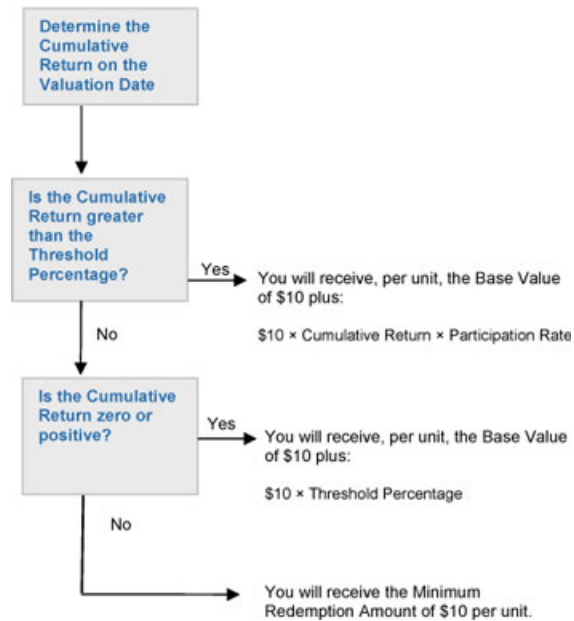 Determine the
Cumulative
Return on the
Valuation Date
Is the Cumulative
Return greater
than the
Threshold
Percentage?
Yes
You will receive, per unit, the Base Value
of $10 plus:
$10 × Cumulative Return × Participation Rate
No
Is the Cumulative
Return zero or
positive?
Yes
You will receive, per unit, the Base Value
of $10 plus:
$10 × Threshold Percentage
No
You will receive the Minimum
Redemption Amount of $10 per unit.